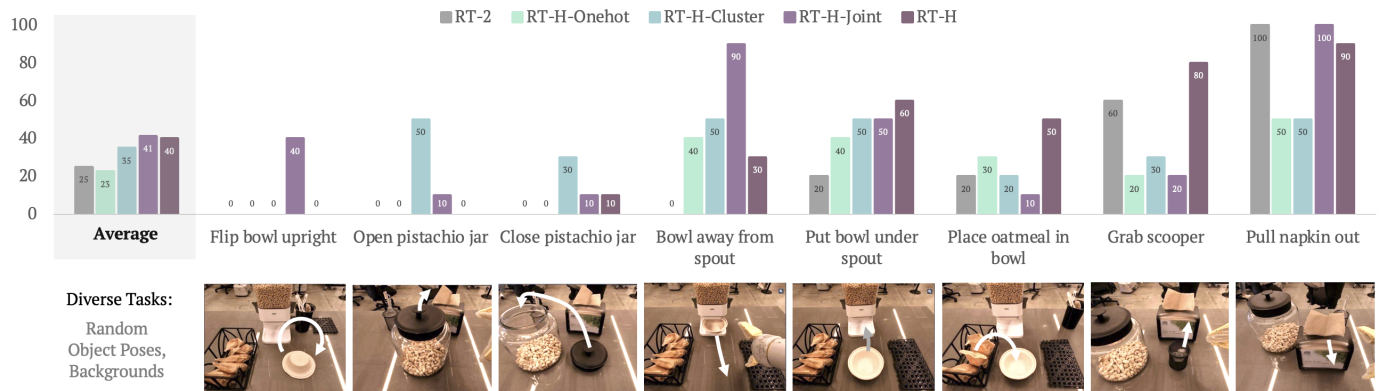 RT-2 RT-H-Onehot RT-H-Cluster RT-H-Joint RT-H
100
80
60
40
20
0
25 23 35 41 40
0 0 0 40 0
0 0 50 10 0
0 0 30 10 10
0 40 50 90 30
20 40 50 50 60
20 30 20 10 50
60 20 30 20 80
100 50 50 100 90
Average
Flip bowl upright
Open pistachio jar
Close pistachio jar
Bowl away from
spout
Put bowl under
spout
Place oatmeal in
bowl
Grab scooper
Pull napkin out
Diverse Tasks:
Random
Object Poses,
Backgrounds